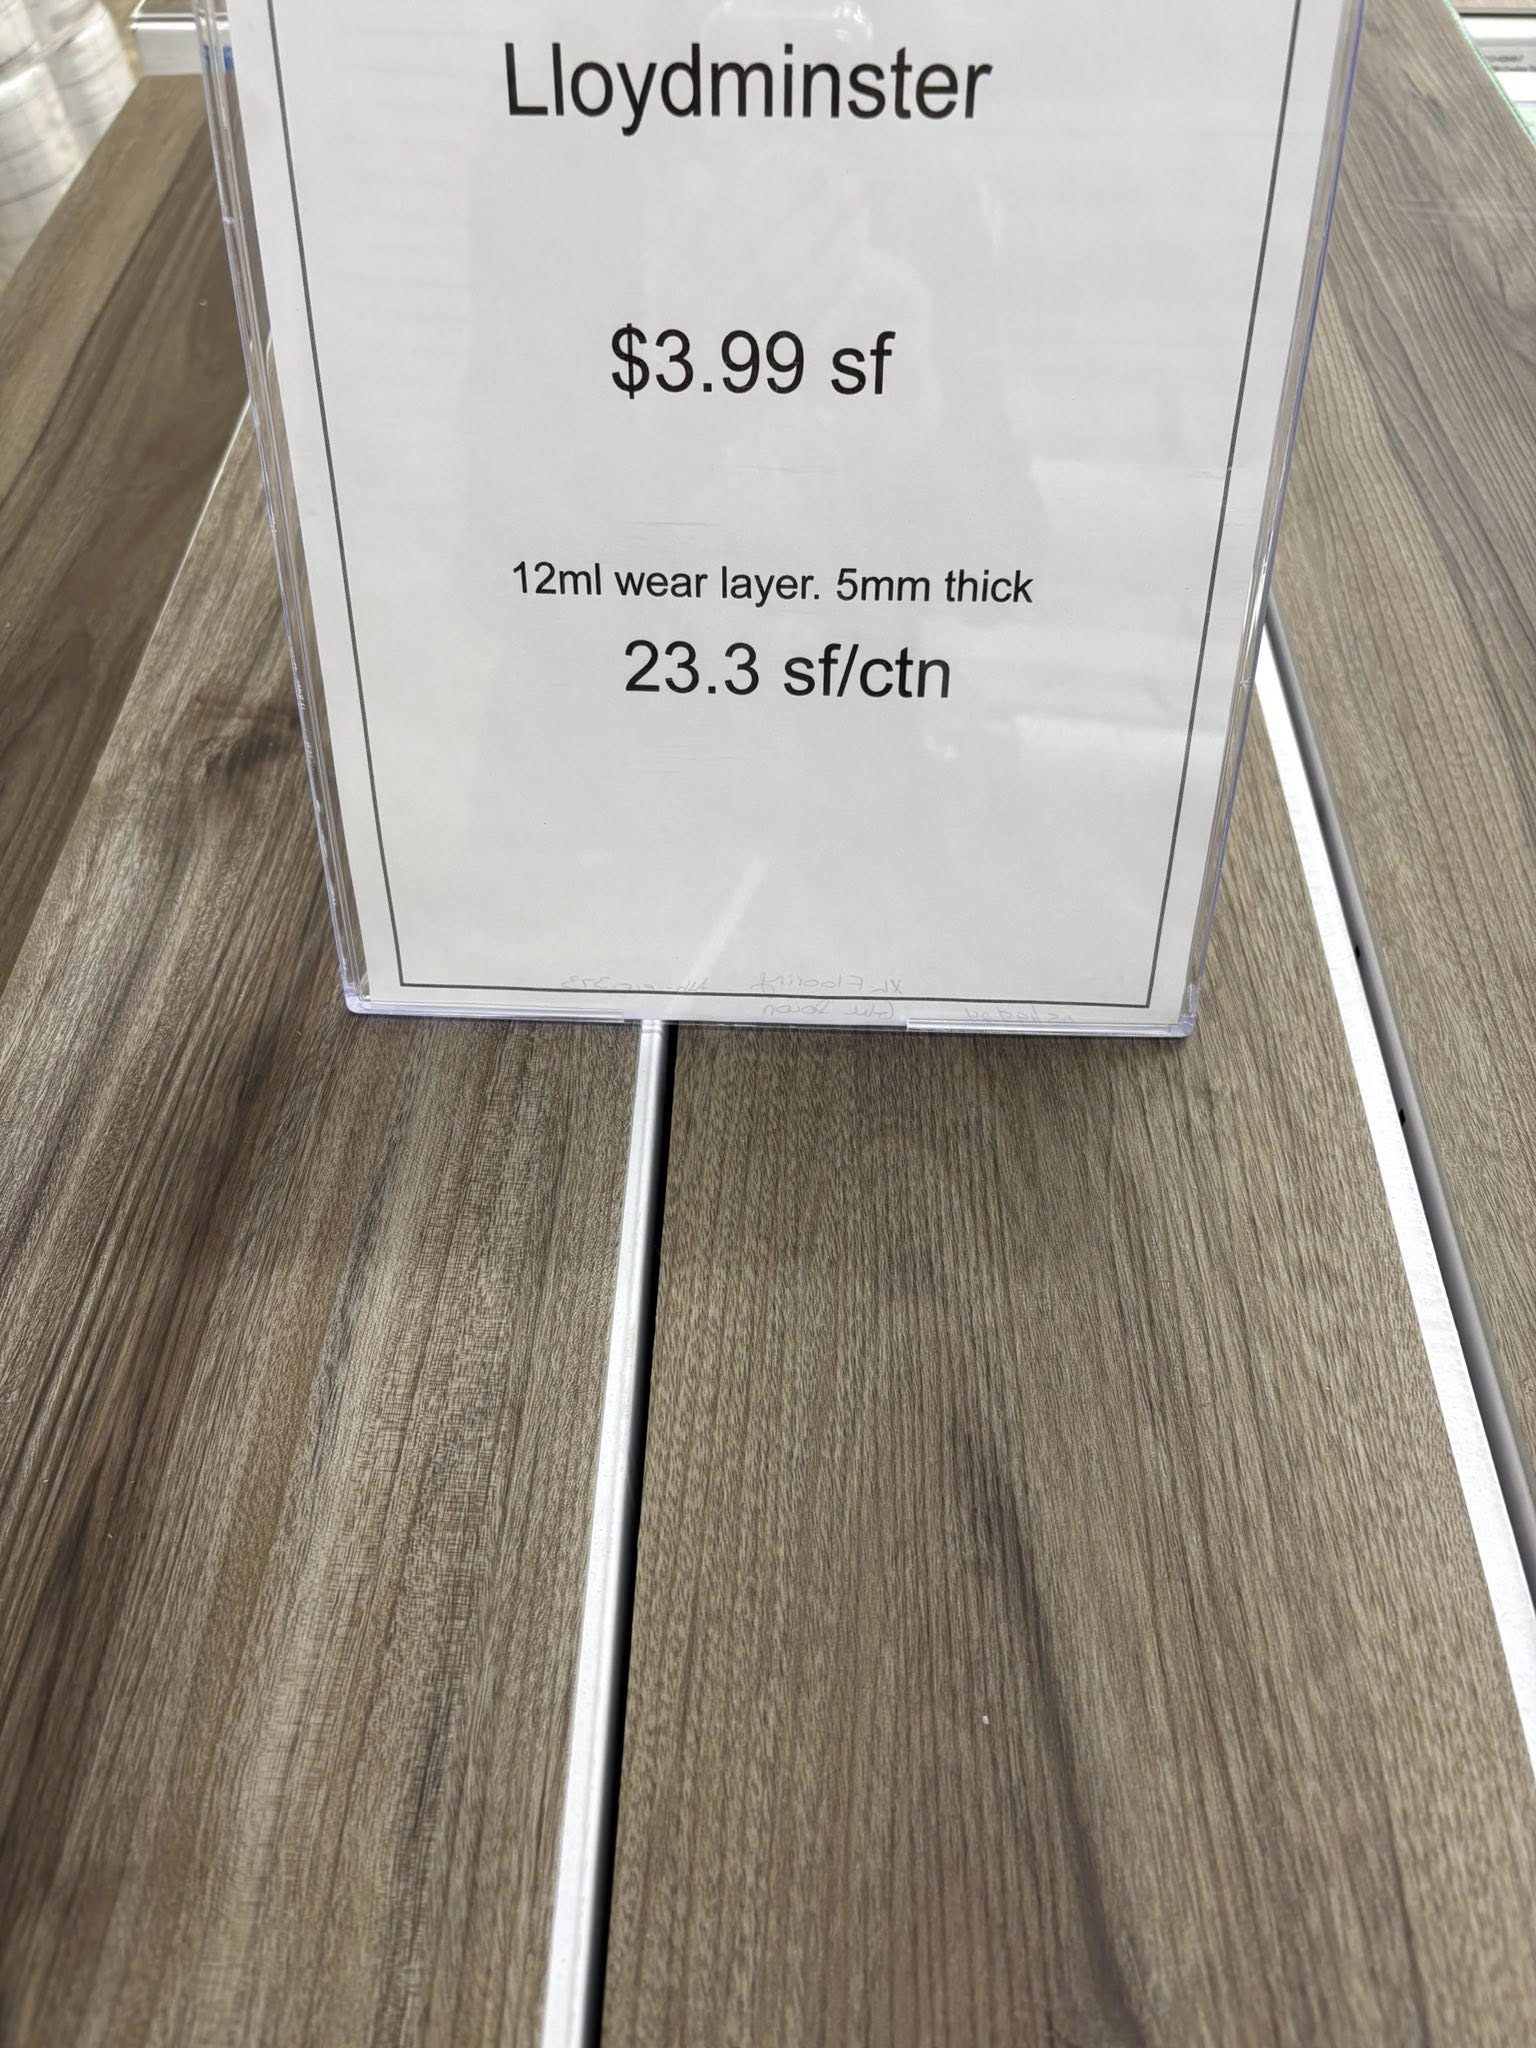 Lloydminster
$3.99 sf
12ml wear layer. 5mm thick
23.3 sf/ctn